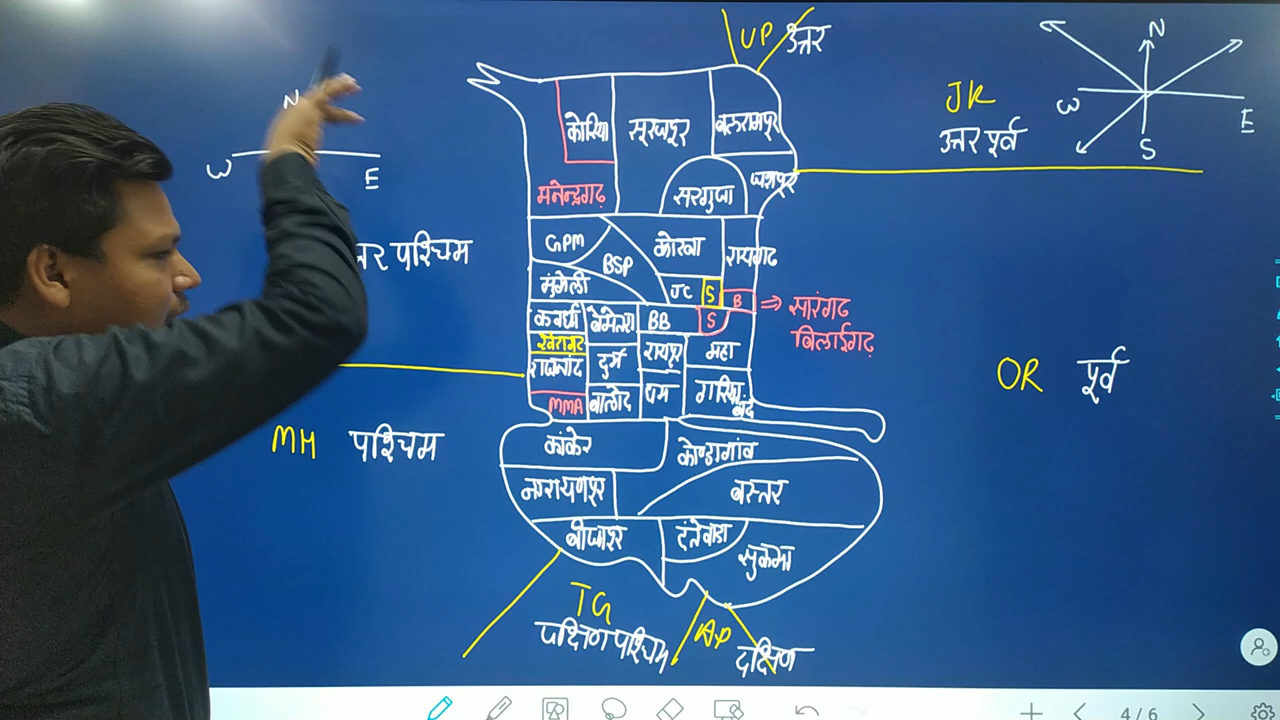 UP उत्तर
N
W
E
S
JK
उत्तर पूर्व
N
W
E
कोरिया
सूरजपुर
बलरामपुर
मनेन्द्रगढ़
सरगुजा
जशपुर
त्तर पश्चिम
GPM
BSP
कोरबा
रायगढ़
मुंगेली
JC
S
B
⇒ सारंगढ़
बिलाईगढ़
कवर्धा
बेमेतरा
BB
S
खैरागढ़
राजनांद
दुर्ग
रायपुर
महा
MMA
बालोद
धम
गरियाबंद
OR पूर्व
MH पश्चिम
कांकेर
कोण्डागांव
नारायणपुर
बस्तर
बीजापुर
दंतेवाडा
सुकमा
TG
दक्षिण पश्चिम
AP
दक्षिण
4 / 6